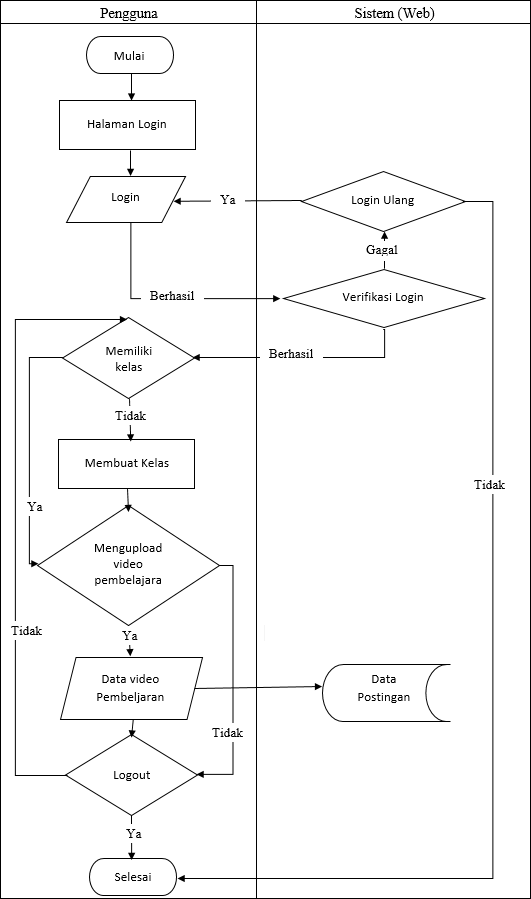 Pengguna
Sistem (Web)
Mulai
Halaman Login
Login
Ya
Login Ulang
Gagal
Berhasil
Verifikasi Login
Memiliki
kelas
Berhasil
Tidak
Membuat Kelas
Tidak
Ya
Mengupload
video
pembelajara
Tidak
Ya
Data video
Pembeljaran
Data
Postingan
Tidak
Logout
Ya
Selesai